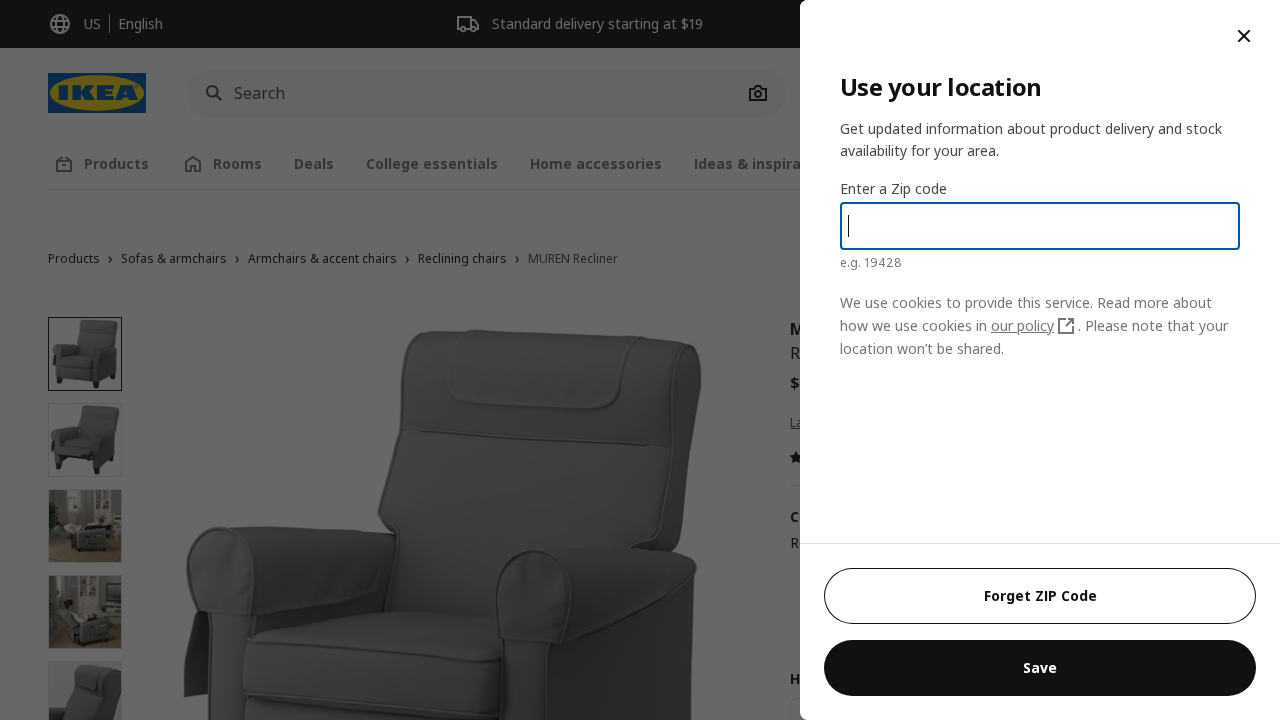 US
English
Standard delivery starting at $19
IKEA
Search
Products
Rooms
Deals
College essentials
Home accessories
Ideas & inspira
Products › Sofas & armchairs › Armchairs & accent chairs › Reclining chairs › MUREN Recliner
M
R
$
La
C
R
H
Use your location
Get updated information about product delivery and stock
availability for your area.
Enter a Zip code
e.g. 19428
We use cookies to provide this service. Read more about
how we use cookies in our policy . Please note that your
location won’t be shared.
Forget ZIP Code
Save